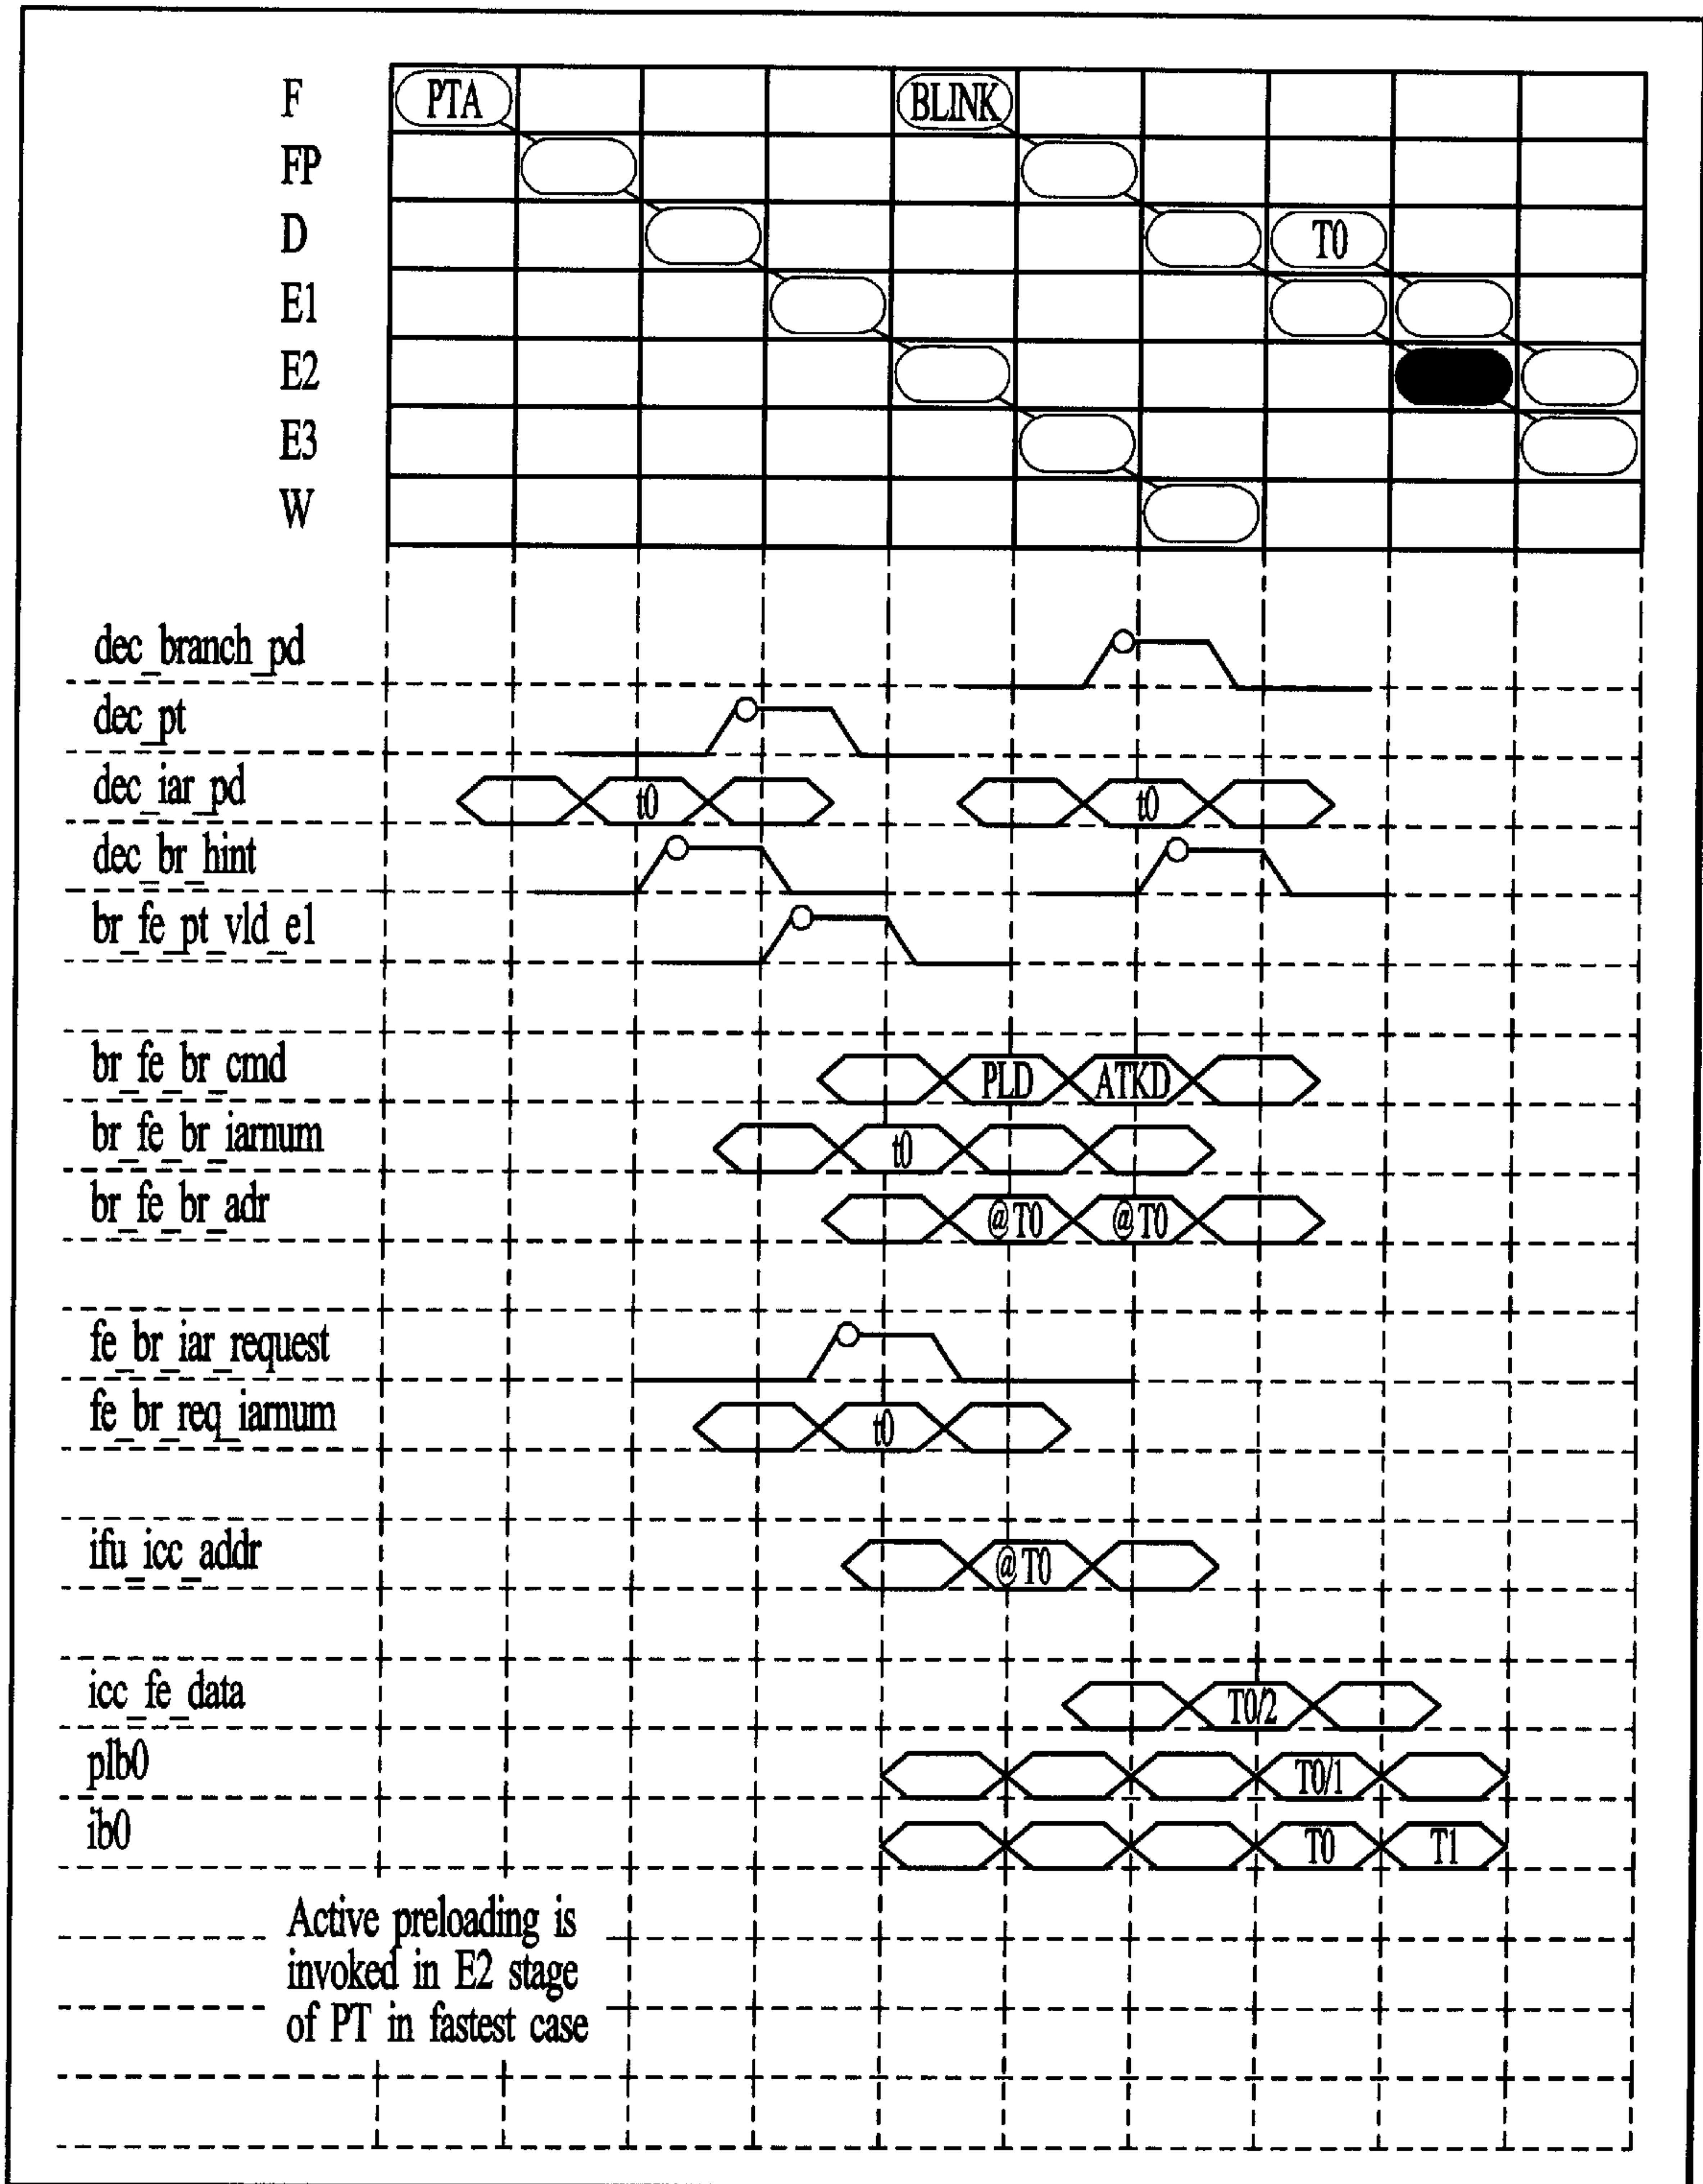 F PTA BLINK
FP
D T0
E1
E2
E3
W
dec_branch_pd
dec_pt
dec_iar_pd t0 t0
dec_br_hint
br_fe_pt_vld_e1
br_fe_br_cmd PLD ATKD
br_fe_br_iarnum t0
br_fe_br_adr @T0 @T0
fe_br_iar_request
fe_br_req_iarnum t0
ifu_icc_addr @T0
icc_fe_data T0/2
plb0 T0/1
ib0 T0 T1
Active preloading is
invoked in E2 stage
of PT in fastest case